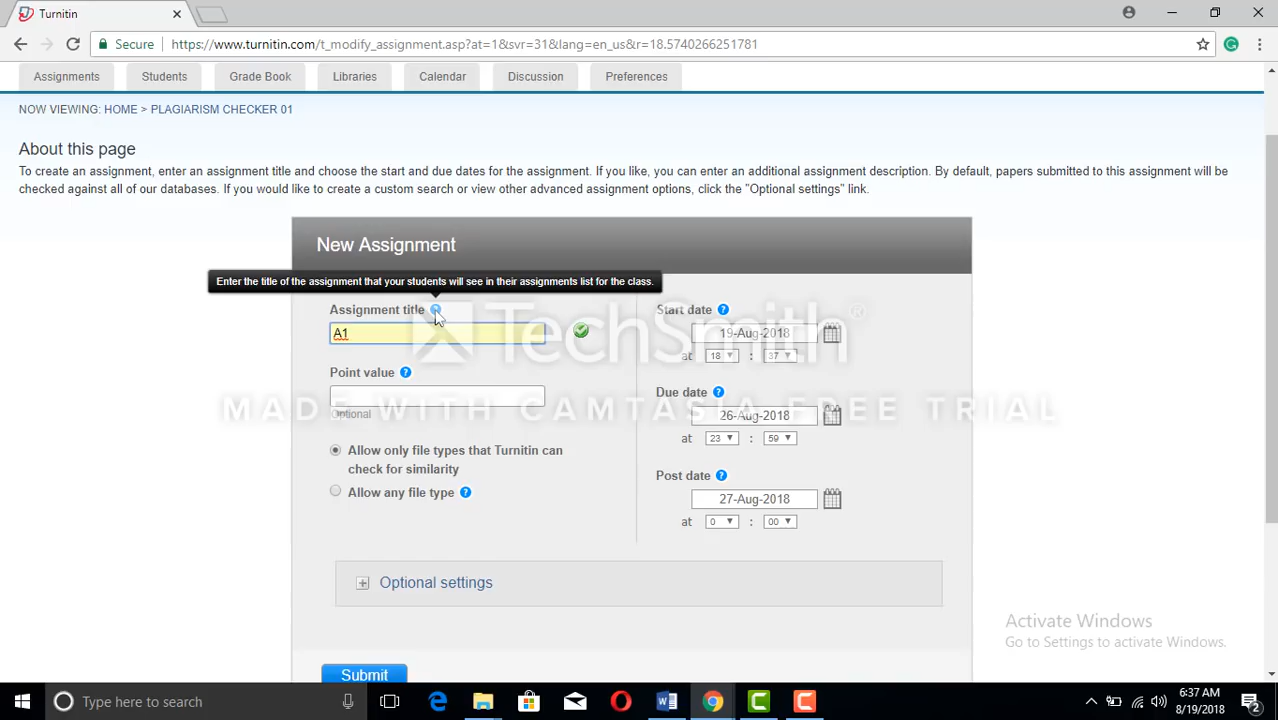 Turnitin
Secure https://www.turnitin.com/t_modify_assignment.asp?at=1&svr=31&lang=en_us&r=18.5740266251781
Assignments Students Grade Book Libraries Calendar Discussion Preferences
NOW VIEWING: HOME > PLAGIARISM CHECKER 01
About this page
To create an assignment, enter an assignment title and choose the start and due dates for the assignment. If you like, you can enter an additional assignment description. By default, papers submitted to this assignment will be
checked against all of our databases. If you would like to create a custom search or view other advanced assignment options, click the "Optional settings" link.
New Assignment
Enter the title of the assignment that your students will see in their assignments list for the class.
Assignment title
A1
Point value ?
Optional
Allow only file types that Turnitin can
check for similarity
Allow any file type ?
Start date ?
19-Aug-2018
at 18 : 37
Due date ?
26-Aug-2018
at 23 : 59
Post date ?
27-Aug-2018
at 0 : 00
TechSmith®
MADE WITH CAMTASIA FREE TRIAL
Optional settings
Submit
Activate Windows
Go to Settings to activate Windows.
Type here to search
6:37 AM
8/19/2018
2